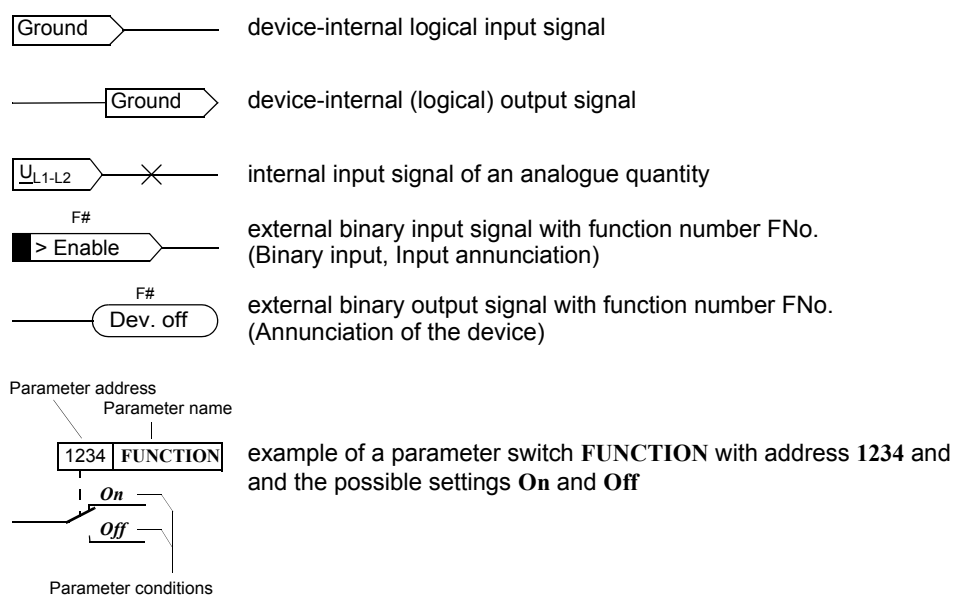 Ground
device-internal logical input signal
Ground
device-internal (logical) output signal
UL1-L2
internal input signal of an analogue quantity
F#
> Enable
external binary input signal with function number FNo.
(Binary input, Input annunciation)
F#
Dev. off
external binary output signal with function number FNo.
(Annunciation of the device)
Parameter address
Parameter name
1234 FUNCTION
example of a parameter switch FUNCTION with address 1234 and
and the possible settings On and Off
On
Off
Parameter conditions